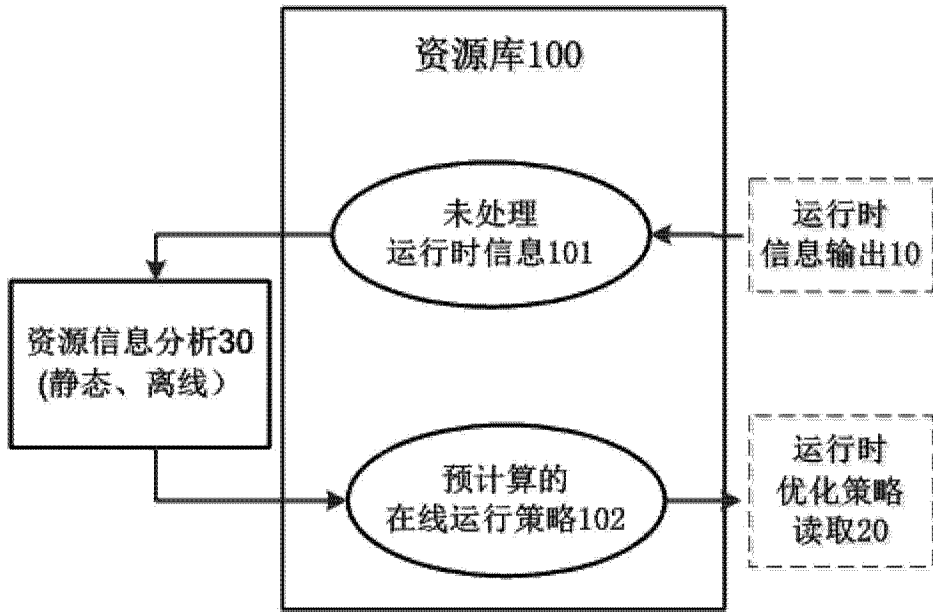 资源库100
未处理
运行时信息101
运行时
信息输出10
资源信息分析30
(静态、离线）
预计算的
在线运行策略102
运行时
优化策略
读取20